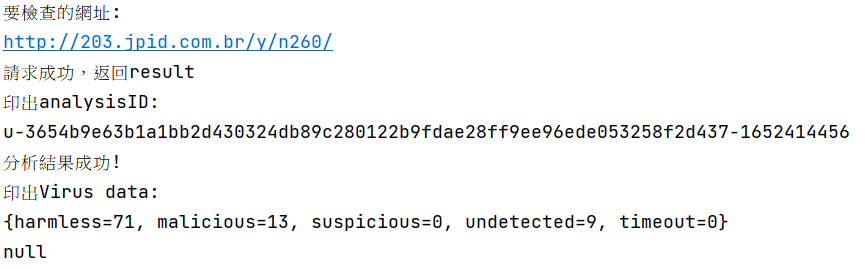 要檢查的網址:
http://203.jpid.com.br/y/n260/
請求成功，返回result
印出analysisID:
u-3654b9e63b1a1bb2d430324db89c280122b9fdae28ff9ee96ede053258f2d437-1652414456
分析結果成功!
印出Virus data:
{harmless=71, malicious=13, suspicious=0, undetected=9, timeout=0}
null